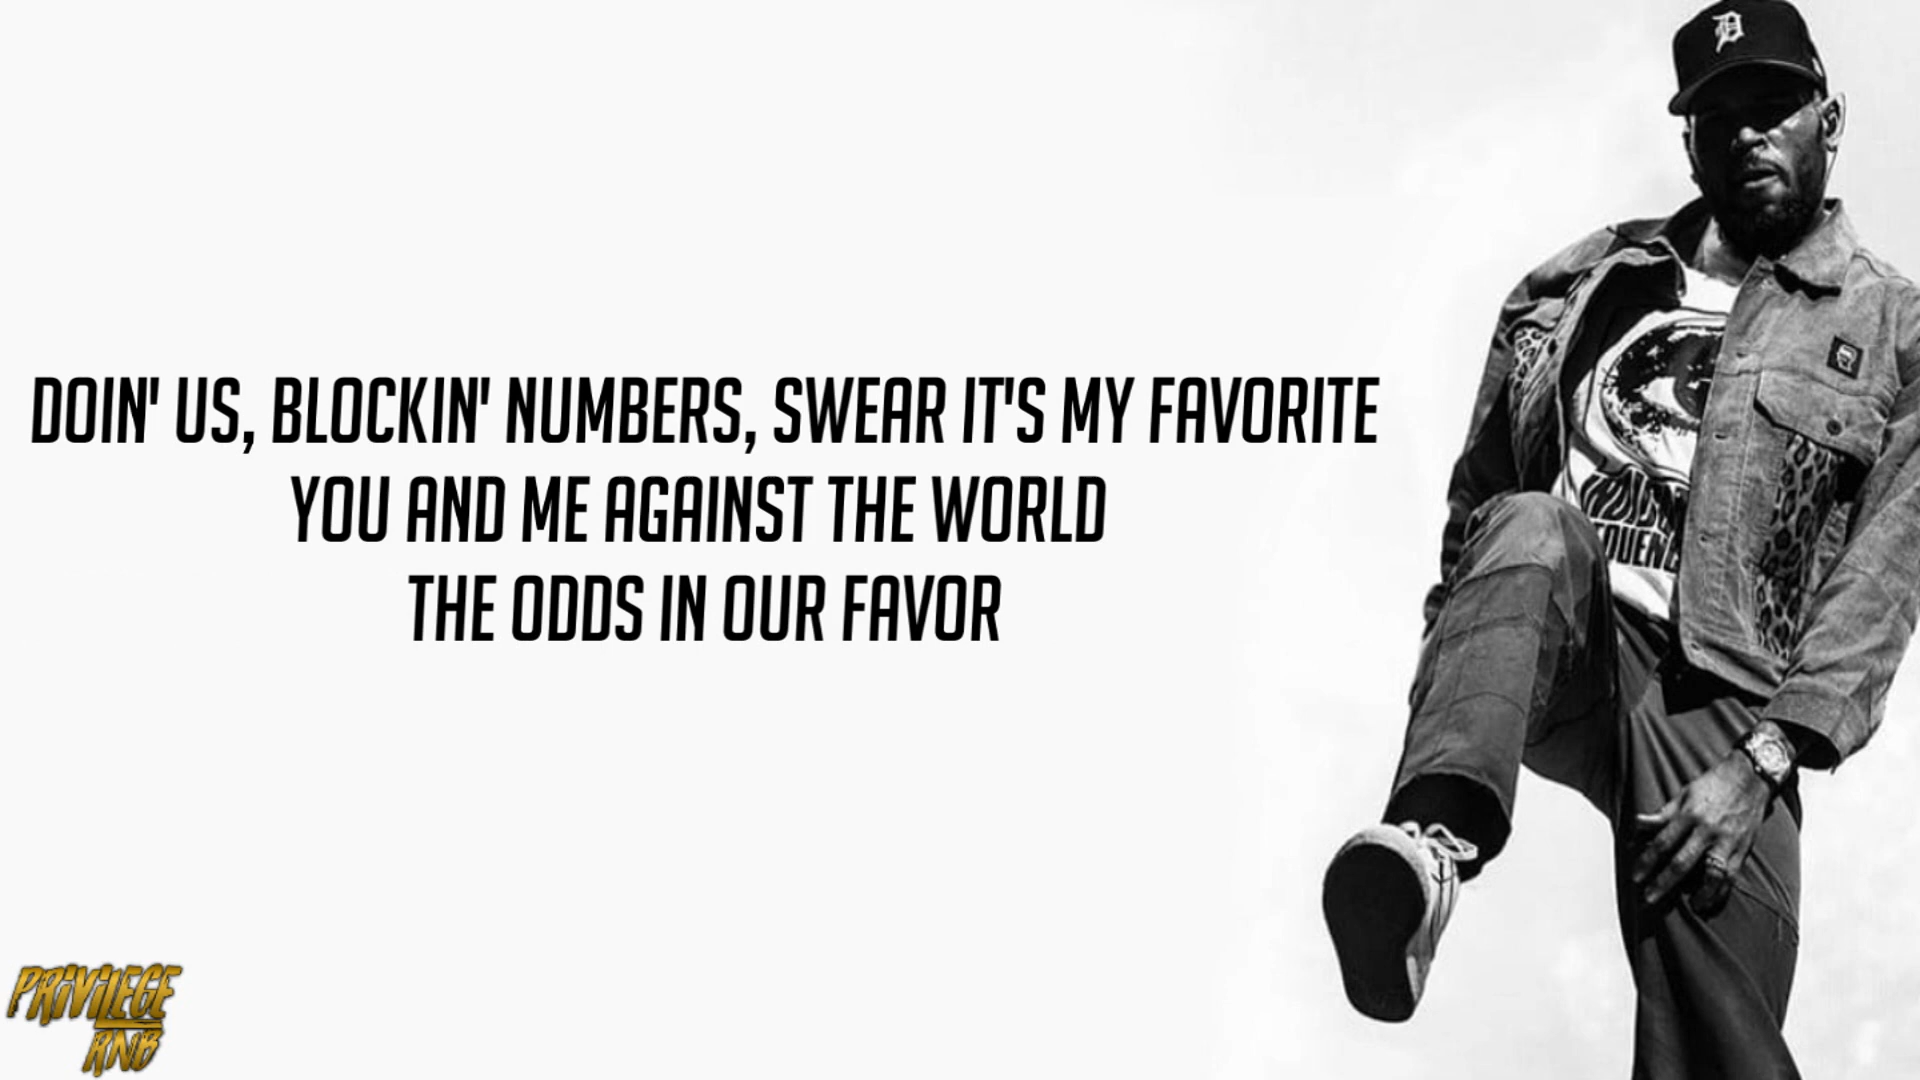 DOIN' US, BLOCKIN' NUMBERS, SWEAR IT'S MY FAVORITE
YOU AND ME AGAINST THE WORLD
THE ODDS IN OUR FAVOR
D
PRIVILEGE
RNB